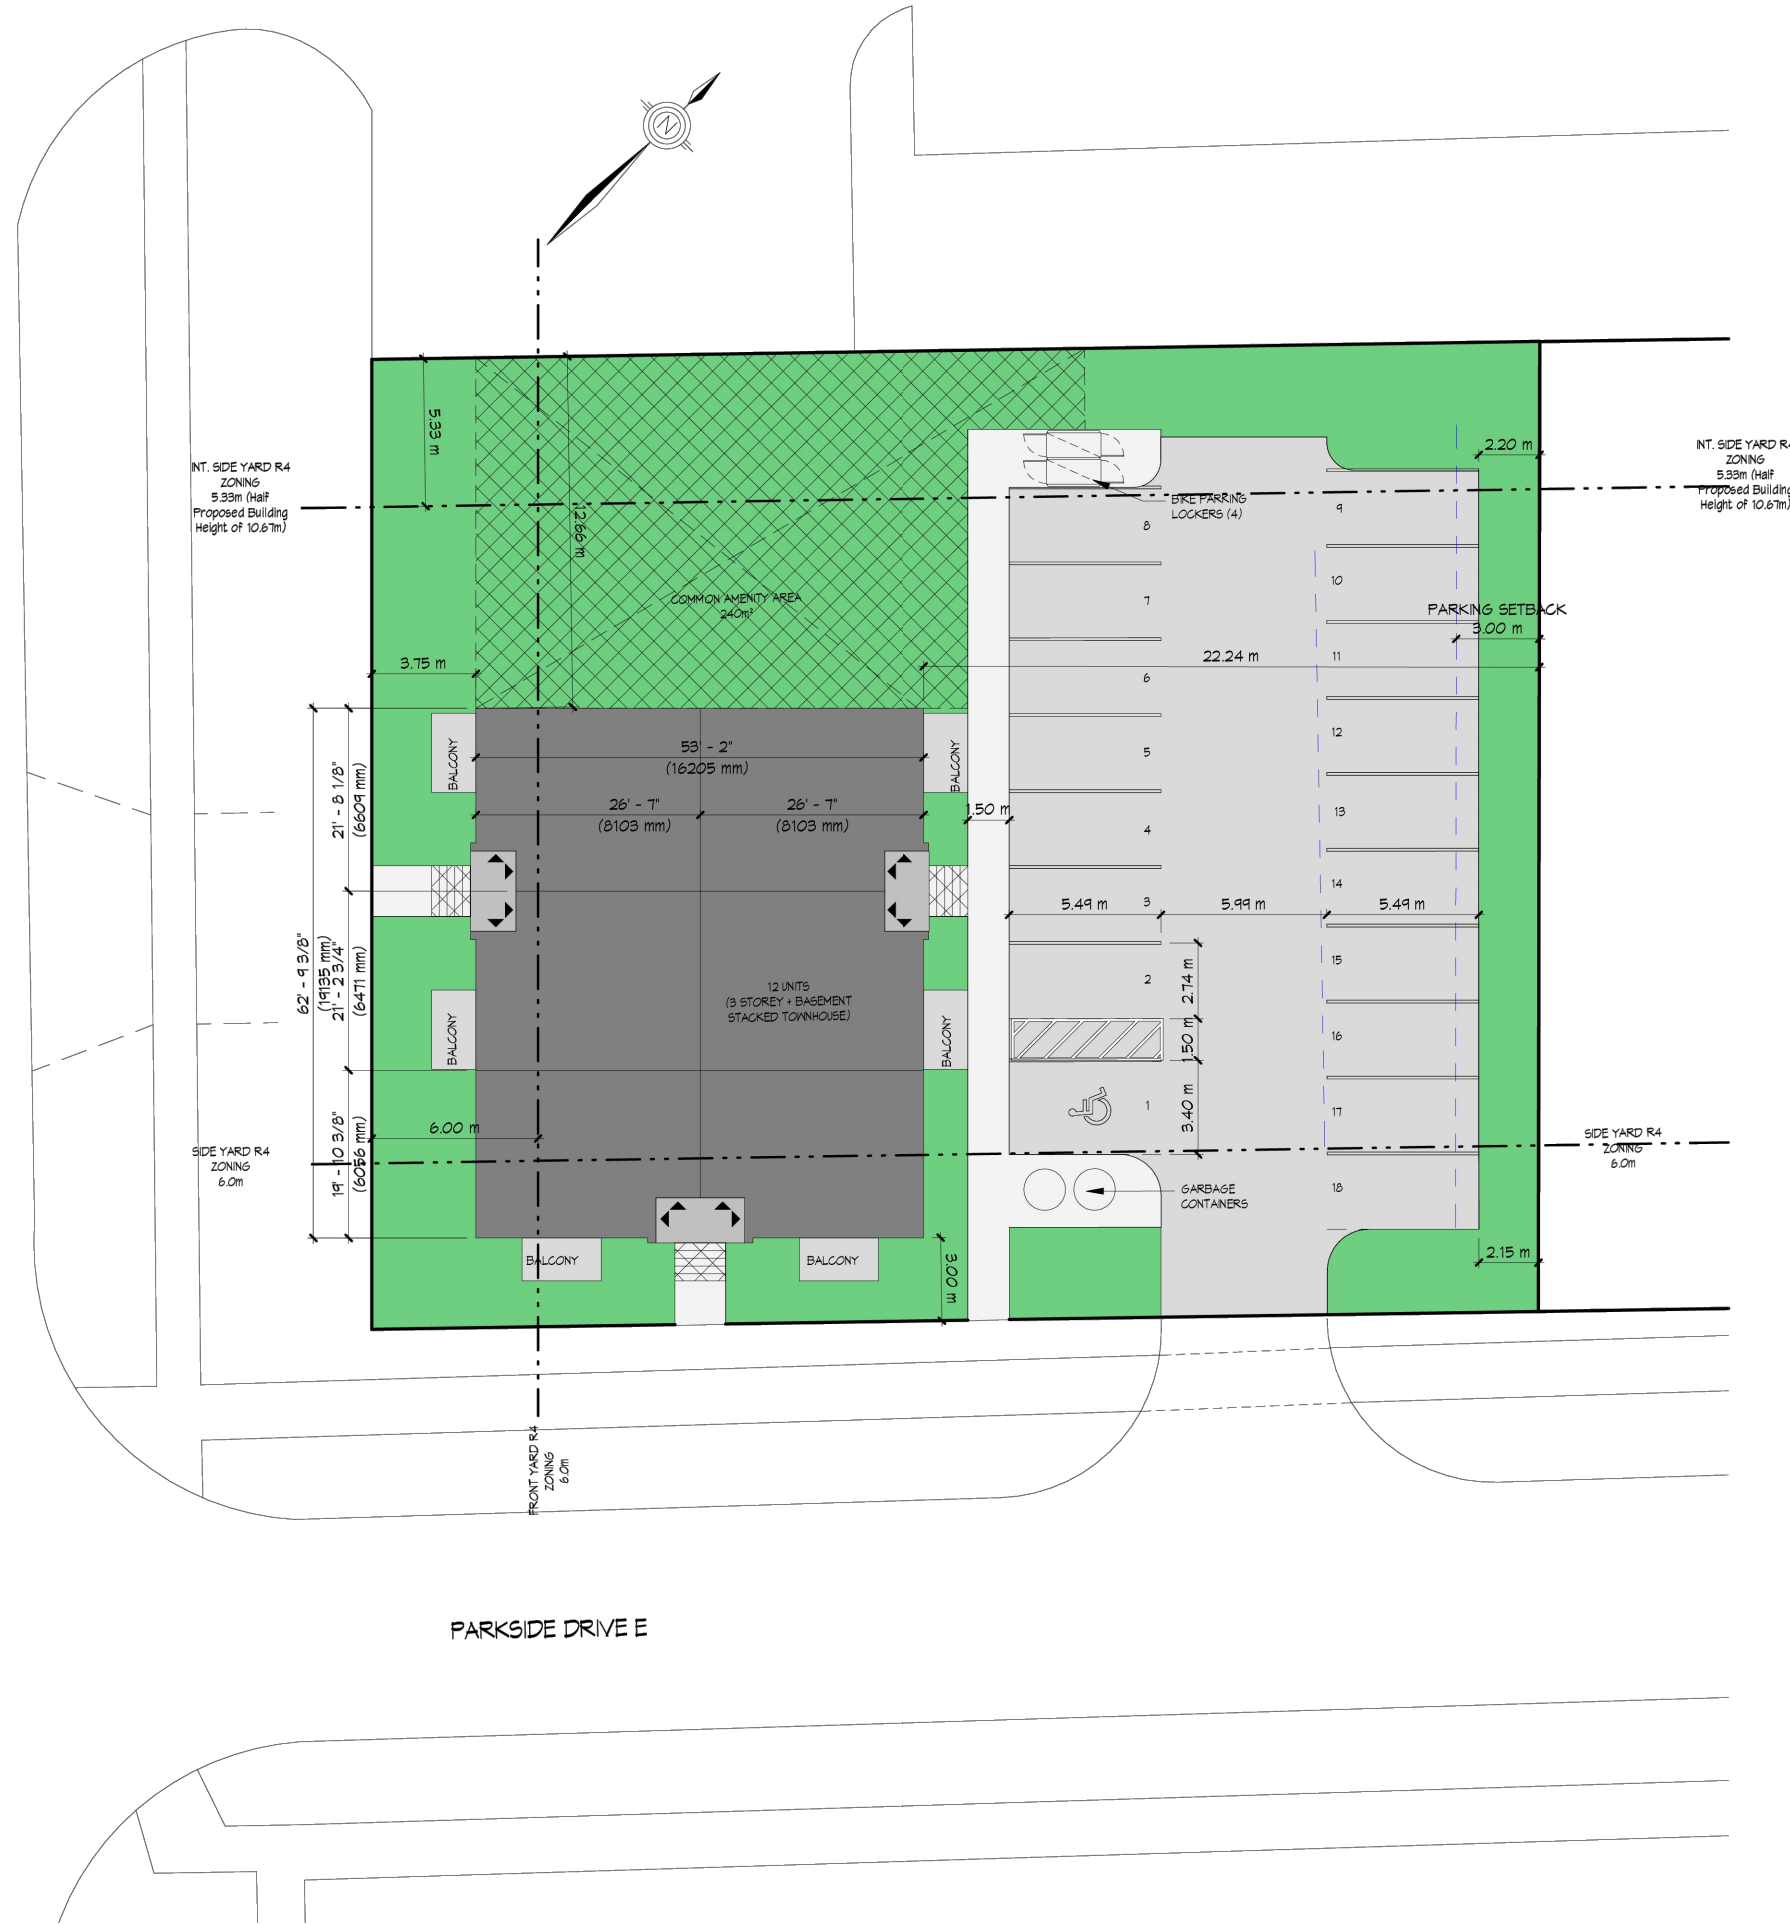 N
5.33 m
INT. SIDE YARD R4
ZONING
5.33m (Half
Proposed Building
Height of 10.67m)
12.66 m
COMMON AMENITY AREA
240m²
BIKE PARKING
LOCKERS (4)
2.20 m
INT. SIDE YARD R4
ZONING
5.33m (Half
Proposed Building
Height of 10.67m)
8
7
6
5
4
3
2
1
9
10
11
12
13
14
15
16
17
18
PARKING SETBACK
3.00 m
22.24 m
3.75 m
BALCONY
53' - 2"
(16205 mm)
26' - 7"
(8103 mm)
26' - 7"
(8103 mm)
BALCONY
1.50 m
21' - 8 1/8"
(6609 mm)
62' - 9 3/8"
(19135 mm)
21' - 2 3/4"
(6471 mm)
19' - 10 3/8"
(6056 mm)
5.49 m
5.99 m
5.49 m
2.74 m
1.50 m
3.40 m
12 UNITS
(3 STOREY + BASEMENT
STACKED TOWNHOUSE)
BALCONY
BALCONY
6.00 m
SIDE YARD R4
ZONING
6.0m
SIDE YARD R4
ZONING
6.0m
GARBAGE
CONTAINERS
BALCONY
BALCONY
3.00 m
2.15 m
FRONT YARD R4
ZONING
6.0m
PARKSIDE DRIVE E